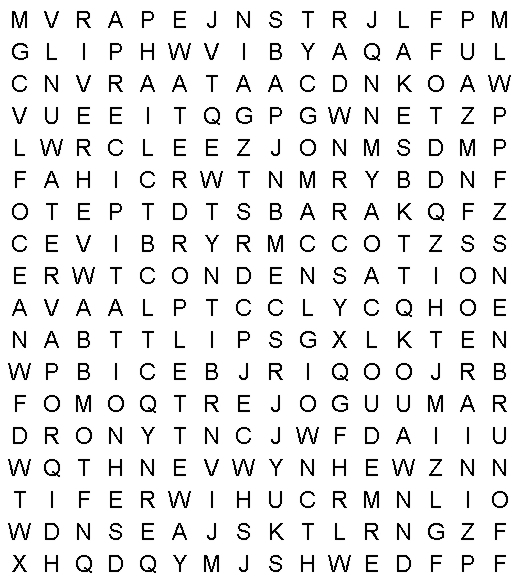 M V R A P E J N S T R J L F P M
G L I P H W V I B Y A Q A F U L
C N V R A A T A A C D N K O A W
V U E E I T Q G P G W N E T Z P
L W R C L E E Z J O N M S D M P
F A H I C R W T N M R Y B D N F
O T E P T D T S B A R A K Q F Z
C E V I B R Y R M C C O T Z S S
E R W T C O N D E N S A T I O N
A V A A L P T C C L Y C Q H O E
N A B T T L I P S G X L K T E N
W P B I C E B J R I Q O O J R B
F O M O Q T R E J O G U U M A R
D R O N Y T N C J W F D A I I U
W Q T H N E V W Y N H E W Z N N
T I F E R W I H U C R M N L I O
W D N S E A J S K T L R N G Z F
X H Q D Q Y M J S H W E D F P F